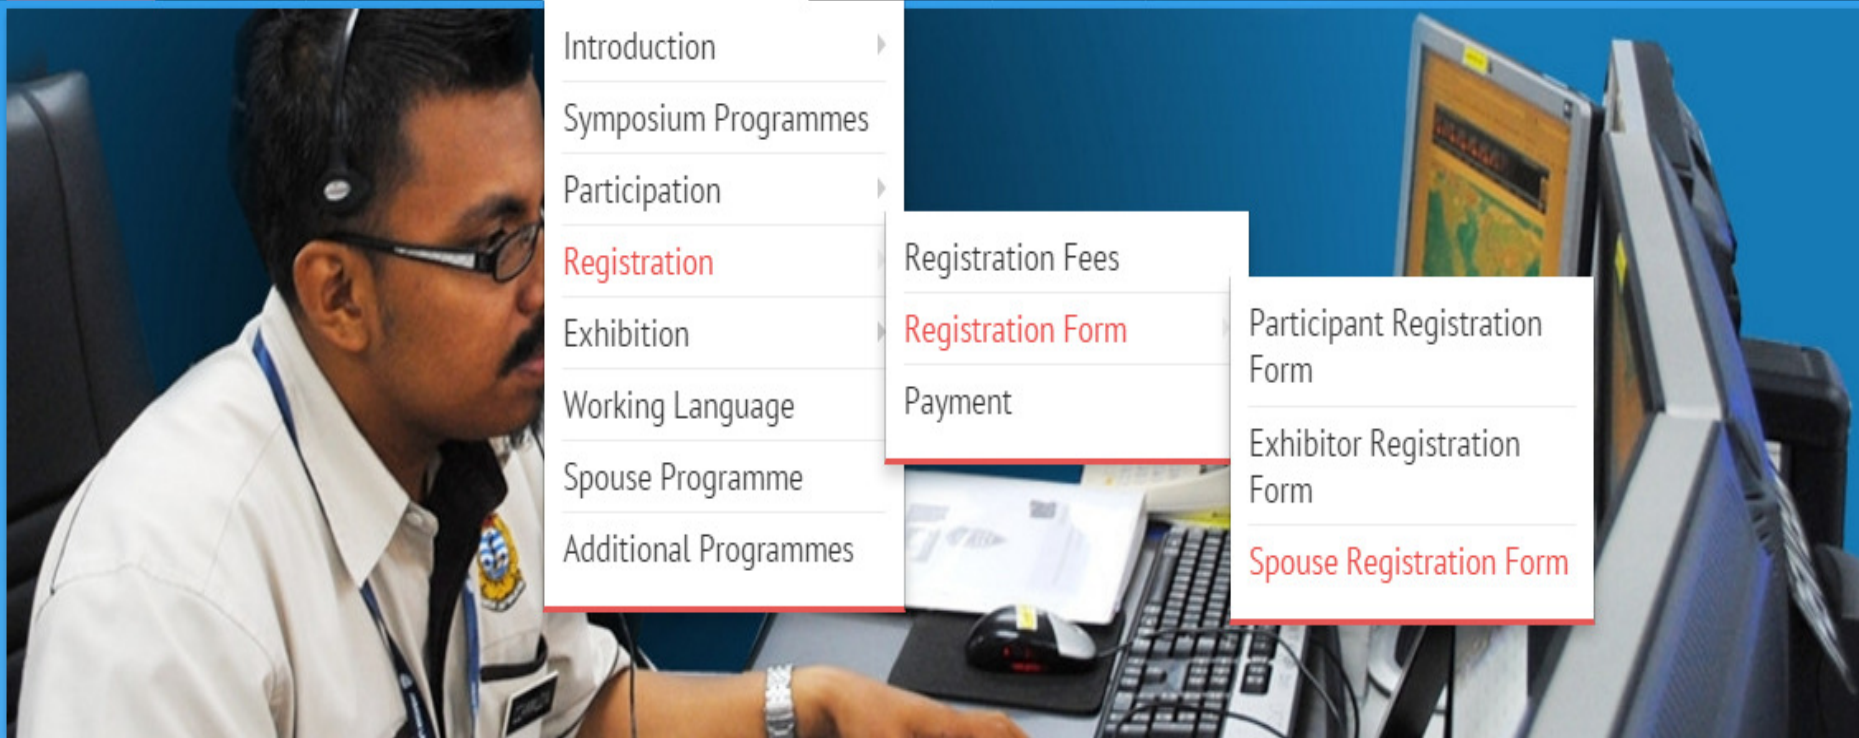 Introduction
Symposium Programmes
Participation
Registration
Exhibition
Working Language
Spouse Programme
Additional Programmes
Registration Fees
Registration Form
Payment
Participant Registration
Form
Exhibitor Registration
Form
Spouse Registration Form